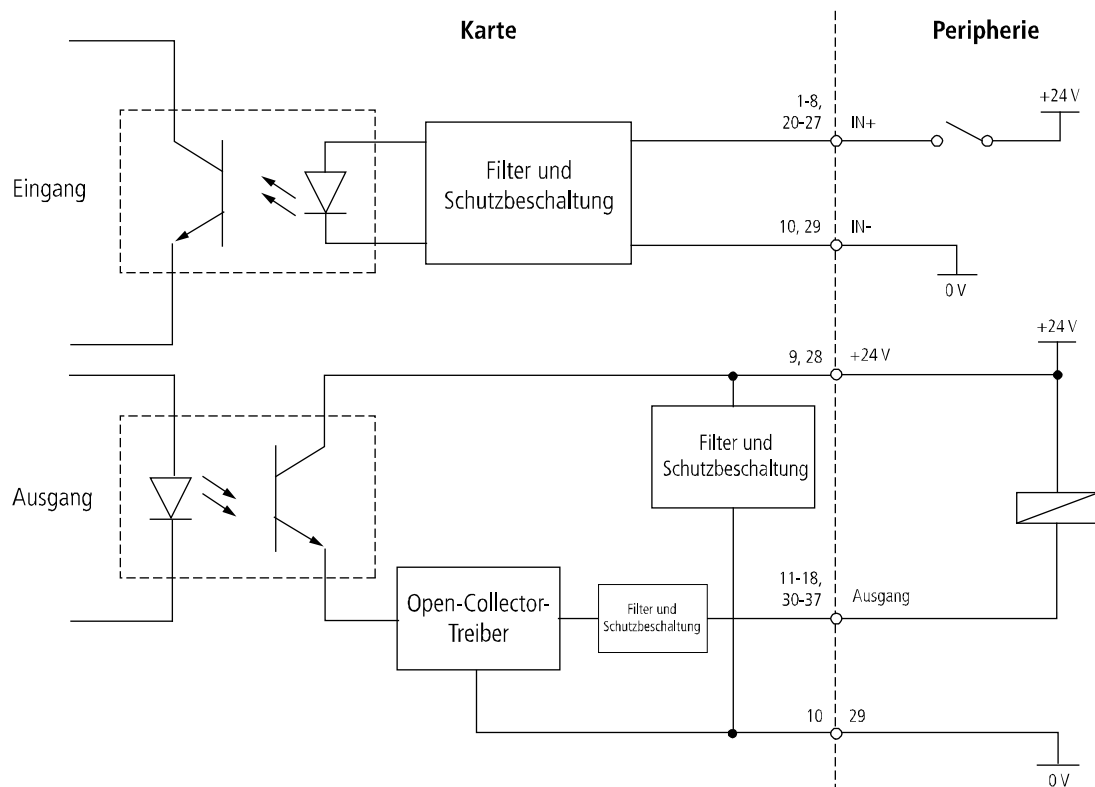 Karte
Peripherie
1-8,
20-27
IN+
+24 V
Eingang
Filter und
Schutzbeschaltung
10, 29
IN-
0 V
+24 V
9, 28
+24 V
Filter und
Schutzbeschaltung
Ausgang
11-18,
30-37
Ausgang
Open-Collector-
Treiber
Filter und
Schutzbeschaltung
10
29
0 V